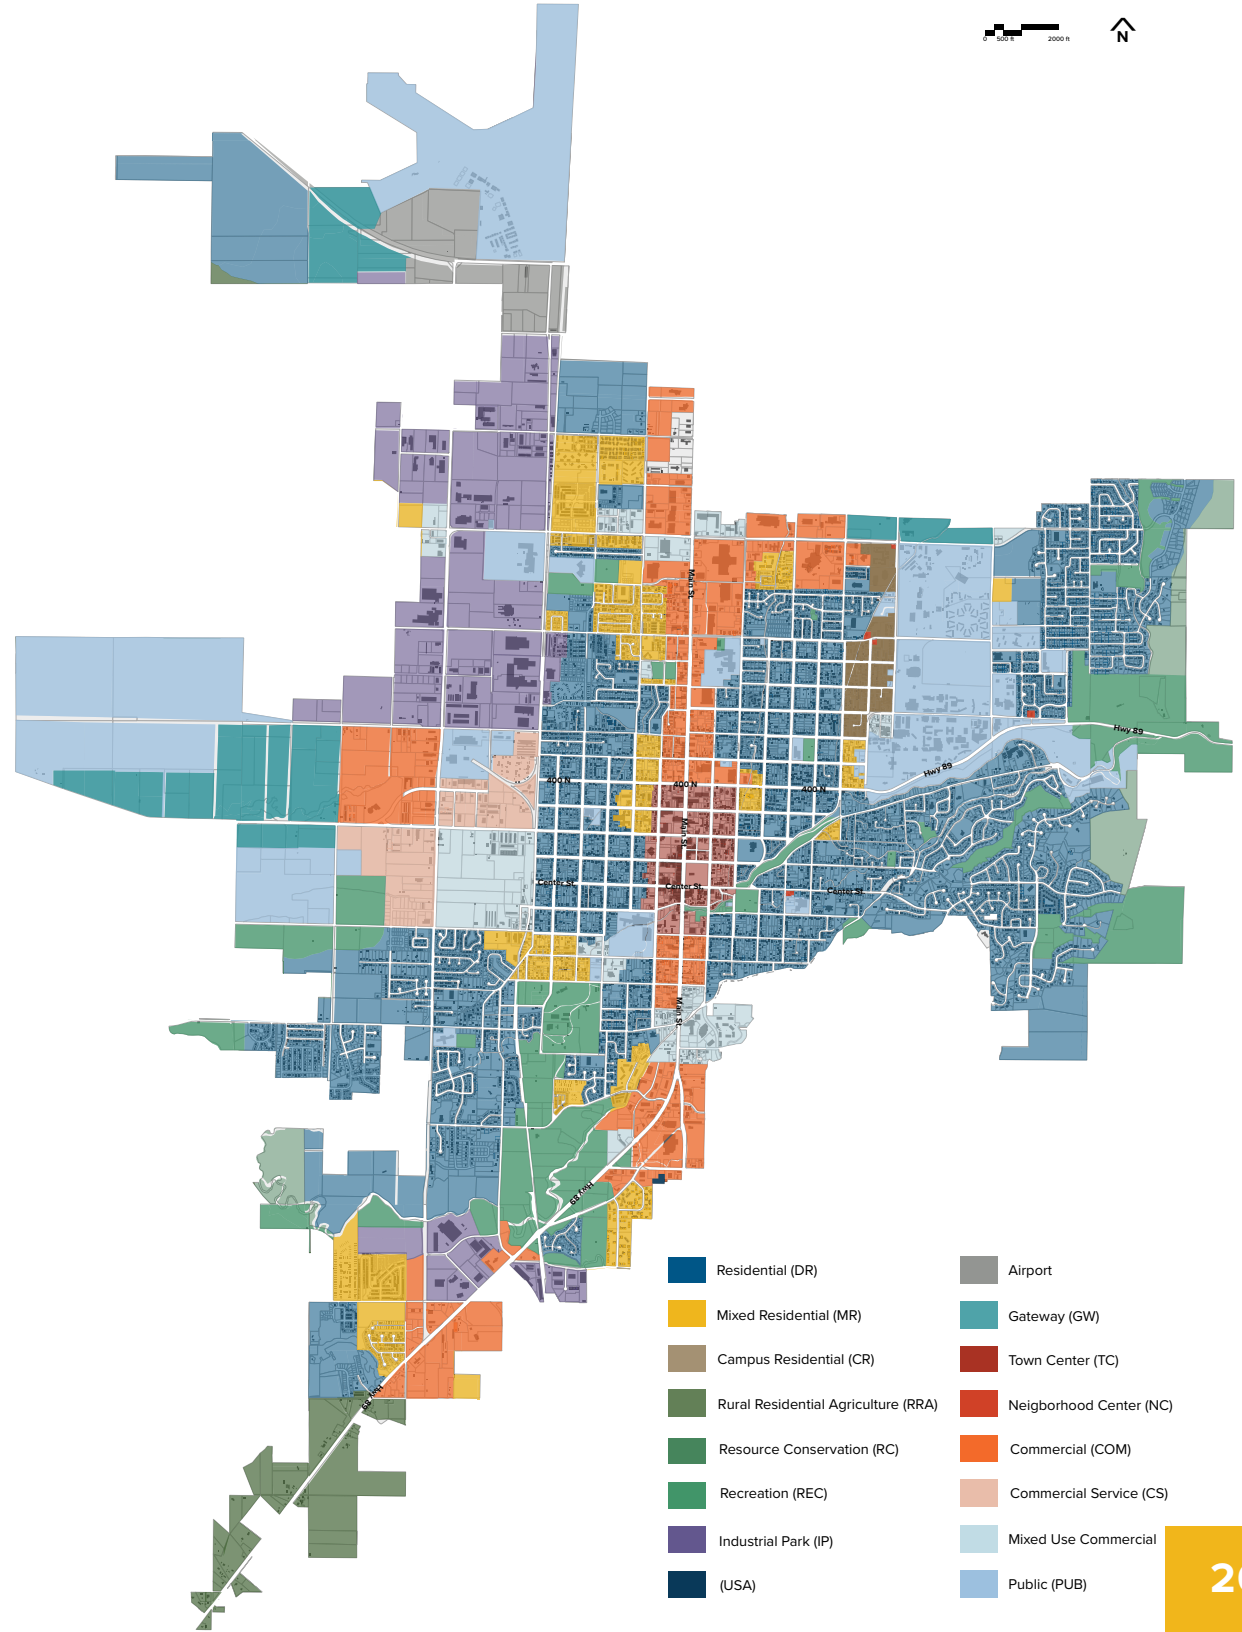 0 500 ft 2000 ft
N
Main St.
Hwy 89
Hwy 89
400 N
400 N
400 N
Main St.
Center St.
Center St.
Center St.
Main St.
Hwy 89
Hwy 89
Residential (DR)
Mixed Residential (MR)
Campus Residential (CR)
Rural Residential Agriculture (RRA)
Resource Conservation (RC)
Recreation (REC)
Industrial Park (IP)
(USA)
Airport
Gateway (GW)
Town Center (TC)
Neigborhood Center (NC)
Commercial (COM)
Commercial Service (CS)
Mixed Use Commercial
Public (PUB)